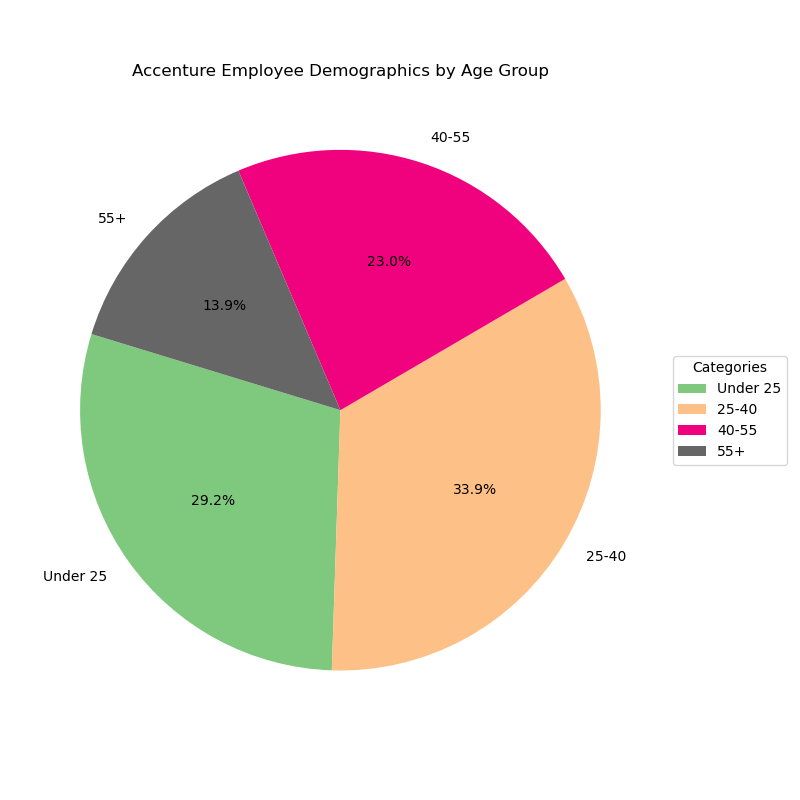 Accenture Employee Demographics by Age Group
40-55
55+
23.0%
13.9%
Categories
Under 25
25-40
40-55
55+
33.9%
29.2%
25-40
Under 25